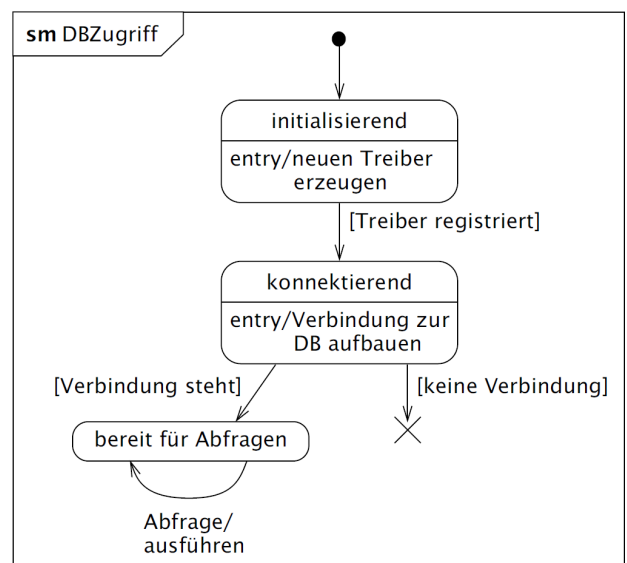 sm DBZugriff
initialisierend
entry/neuen Treiber
erzeugen
[Treiber registriert]
konnektierend
entry/Verbindung zur
DB aufbauen
[Verbindung steht]
[keine Verbindung]
bereit für Abfragen
Abfrage/
ausführen